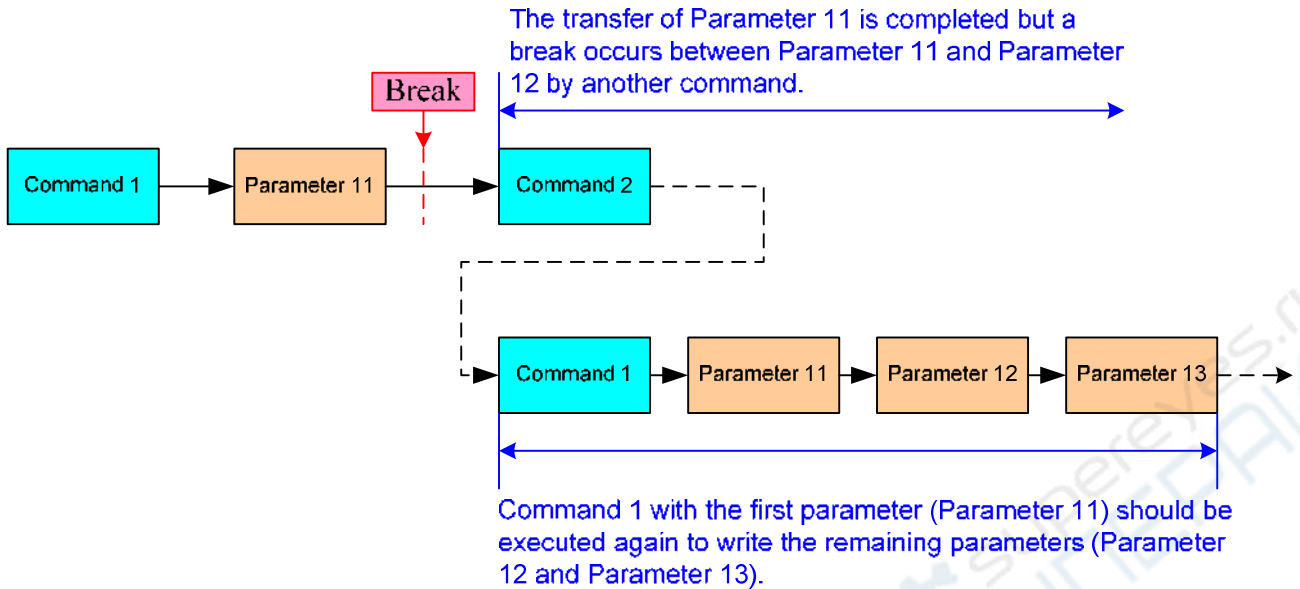 The transfer of Parameter 11 is completed but a
break occurs between Parameter 11 and Parameter
12 by another command.
Break
Command 1
Parameter 11
Command 2
Command 1
Parameter 11
Parameter 12
Parameter 13
Command 1 with the first parameter (Parameter 11) should be
executed again to write the remaining parameters (Parameter
12 and Parameter 13).